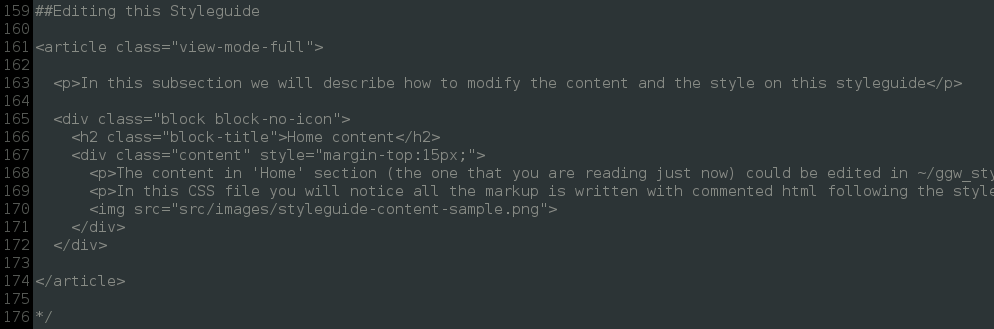 159 ##Editing this Styleguide
160
161 <article class="view-mode-full">
162
163   <p>In this subsection we will describe how to modify the content and the style on this styleguide</p>
164
165   <div class="block block-no-icon">
166     <h2 class="block-title">Home content</h2>
167     <div class="content" style="margin-top:15px;">
168       <p>The content in 'Home' section (the one that you are reading just now) could be edited in ~/ggw_sty
169       <p>In this CSS file you will notice all the markup is written with commented html following the style
170       <img src="src/images/styleguide-content-sample.png">
171     </div>
172   </div>
173
174 </article>
175
176 */